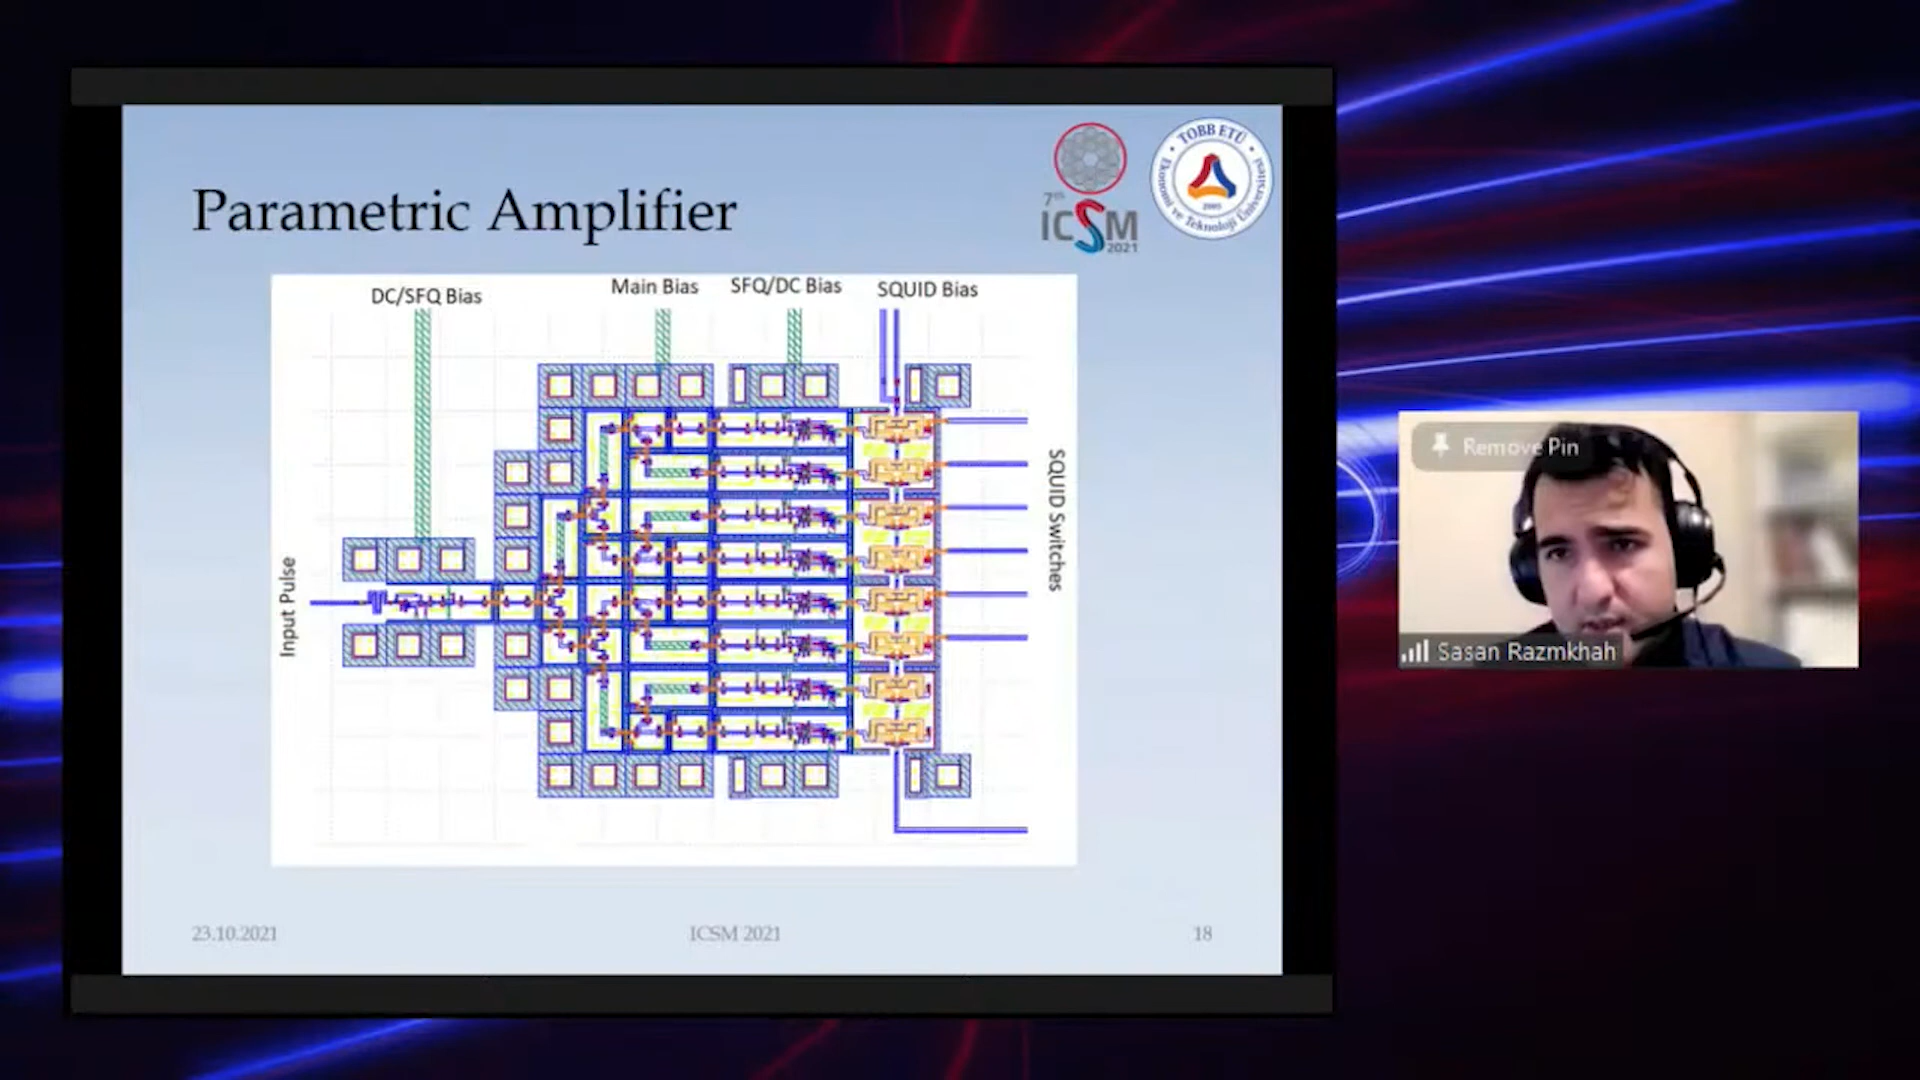 Parametric Amplifier
7th
ICSM
2021
TOBB ETÜ
Ekonomi ve Teknoloji Üniversitesi
2003
DC/SFQ Bias
Main Bias
SFQ/DC Bias
SQUID Bias
Input Pulse
SQUID Switches
23.10.2021
ICSM 2021
18
Remove Pin
Sasan Razmkhah